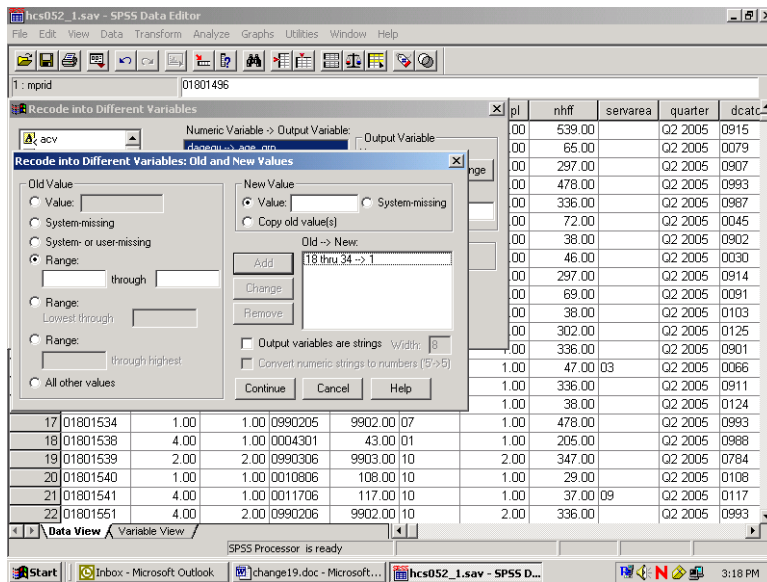 hcs052_1.sav - SPSS Data Editor
File Edit View Data Transform Analyze Graphs Utilities Window Help
1 : mprid 01801496
pl nhff servarea quarter dcatc
.00 539.00 Q2 2005 0915
.00 65.00 Q2 2005 0079
.00 297.00 Q2 2005 0907
.00 478.00 Q2 2005 0993
.00 336.00 Q2 2005 0987
.00 72.00 Q2 2005 0045
.00 38.00 Q2 2005 0902
.00 46.00 Q2 2005 0030
.00 297.00 Q2 2005 0914
.00 69.00 Q2 2005 0091
.00 38.00 Q2 2005 0103
.00 302.00 Q2 2005 0125
.00 336.00 Q2 2005 0901
1.00 47.00 03 Q2 2005 0066
1.00 336.00 Q2 2005 0911
1.00 38.00 Q2 2005 0124
17 01801534 1.00 1.00 0990205 9902.00 07 1.00 478.00 Q2 2005 0993
18 01801538 4.00 1.00 0004301 43.00 01 1.00 205.00 Q2 2005 0988
19 01801539 2.00 2.00 0990306 9903.00 10 2.00 347.00 Q2 2005 0784
20 01801540 1.00 1.00 0010806 108.00 10 1.00 29.00 Q2 2005 0108
21 01801541 4.00 1.00 0011706 117.00 10 1.00 37.00 09 Q2 2005 0117
22 01801551 4.00 2.00 0990206 9902.00 10 2.00 336.00 Q2 2005 0993
Recode into Different Variables
acv
Numeric Variable -> Output Variable:
Output Variable
nge
Recode into Different Variables: Old and New Values
Old Value
Value:
System-missing
System- or user-missing
Range:
through
Range:
Lowest through
Range:
through highest
All other values
New Value
Value: System-missing
Copy old value(s)
Old --> New:
Add
18 thru 34 --> 1
Change
Remove
Output variables are strings Width: 8
Convert numeric strings to numbers ('5'->5)
Continue Cancel Help
Data View Variable View
SPSS Processor is ready
Start Inbox - Microsoft Outlook change19.doc - Microsoft... hcs052_1.sav - SPSS D... 3:18 PM